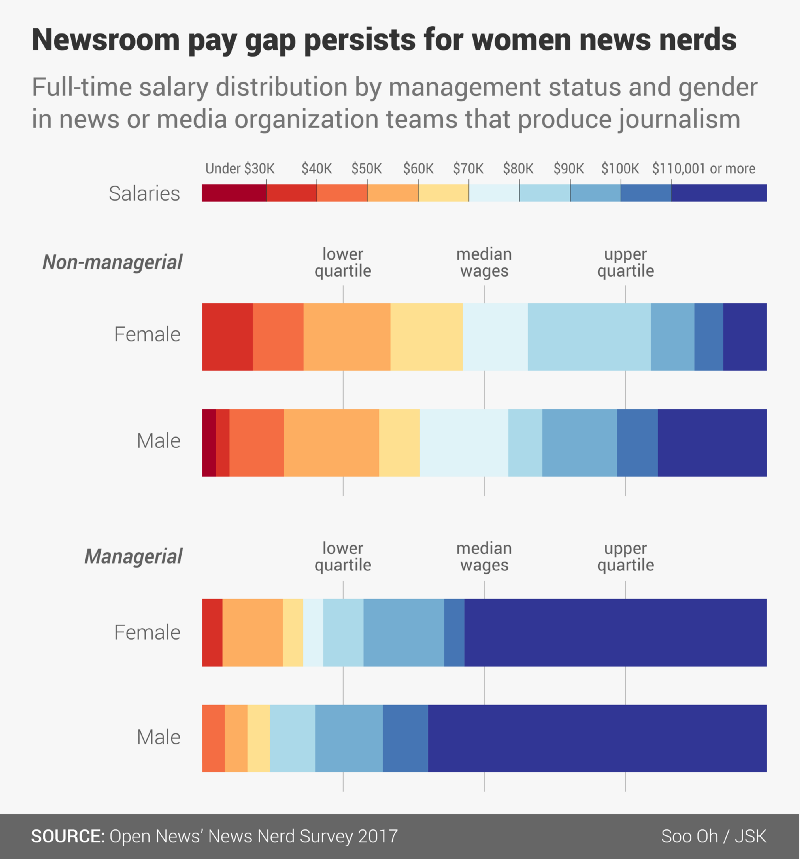 Newsroom pay gap persists for women news nerds
Full-time salary distribution by management status and gender
in news or media organization teams that produce journalism
Under $30K $40K $50K $60K $70K $80K $90K $100K $110,001 or more
Salaries
Non-managerial
lower quartile
median wages
upper quartile
Female
Male
Managerial
lower quartile
median wages
upper quartile
Female
Male
SOURCE: Open News’ News Nerd Survey 2017
Soo Oh / JSK